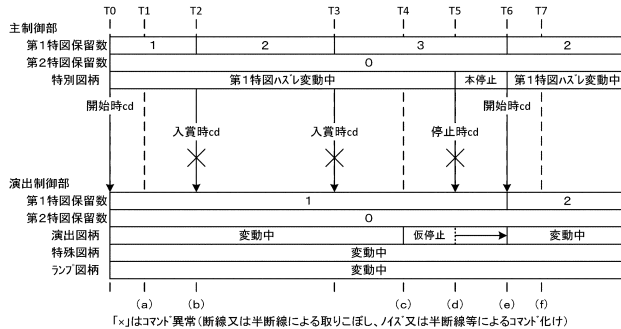 T0 T1 T2 T3 T4 T5 T6 T7
主制御部
第1特図保留数 1 2 3 2
第2特図保留数 0
特別図柄 第1特図ﾊｽﾞﾚ変動中 本停止 第1特図ﾊｽﾞﾚ変動中
開始時cd 入賞時cd 入賞時cd 停止時cd 開始時cd
演出制御部
第1特図保留数 1 2
第2特図保留数 0
演出図柄 変動中 仮停止 変動中
特殊図柄 変動中
ﾗﾝﾌﾟ図柄 変動中
(a) (b) (c) (d) (e) (f)
「×」はｺﾏﾝﾄﾞ異常(断線又は半断線による取りこぼし、ﾉｲｽﾞ又は半断線等によるｺﾏﾝﾄﾞ化け)